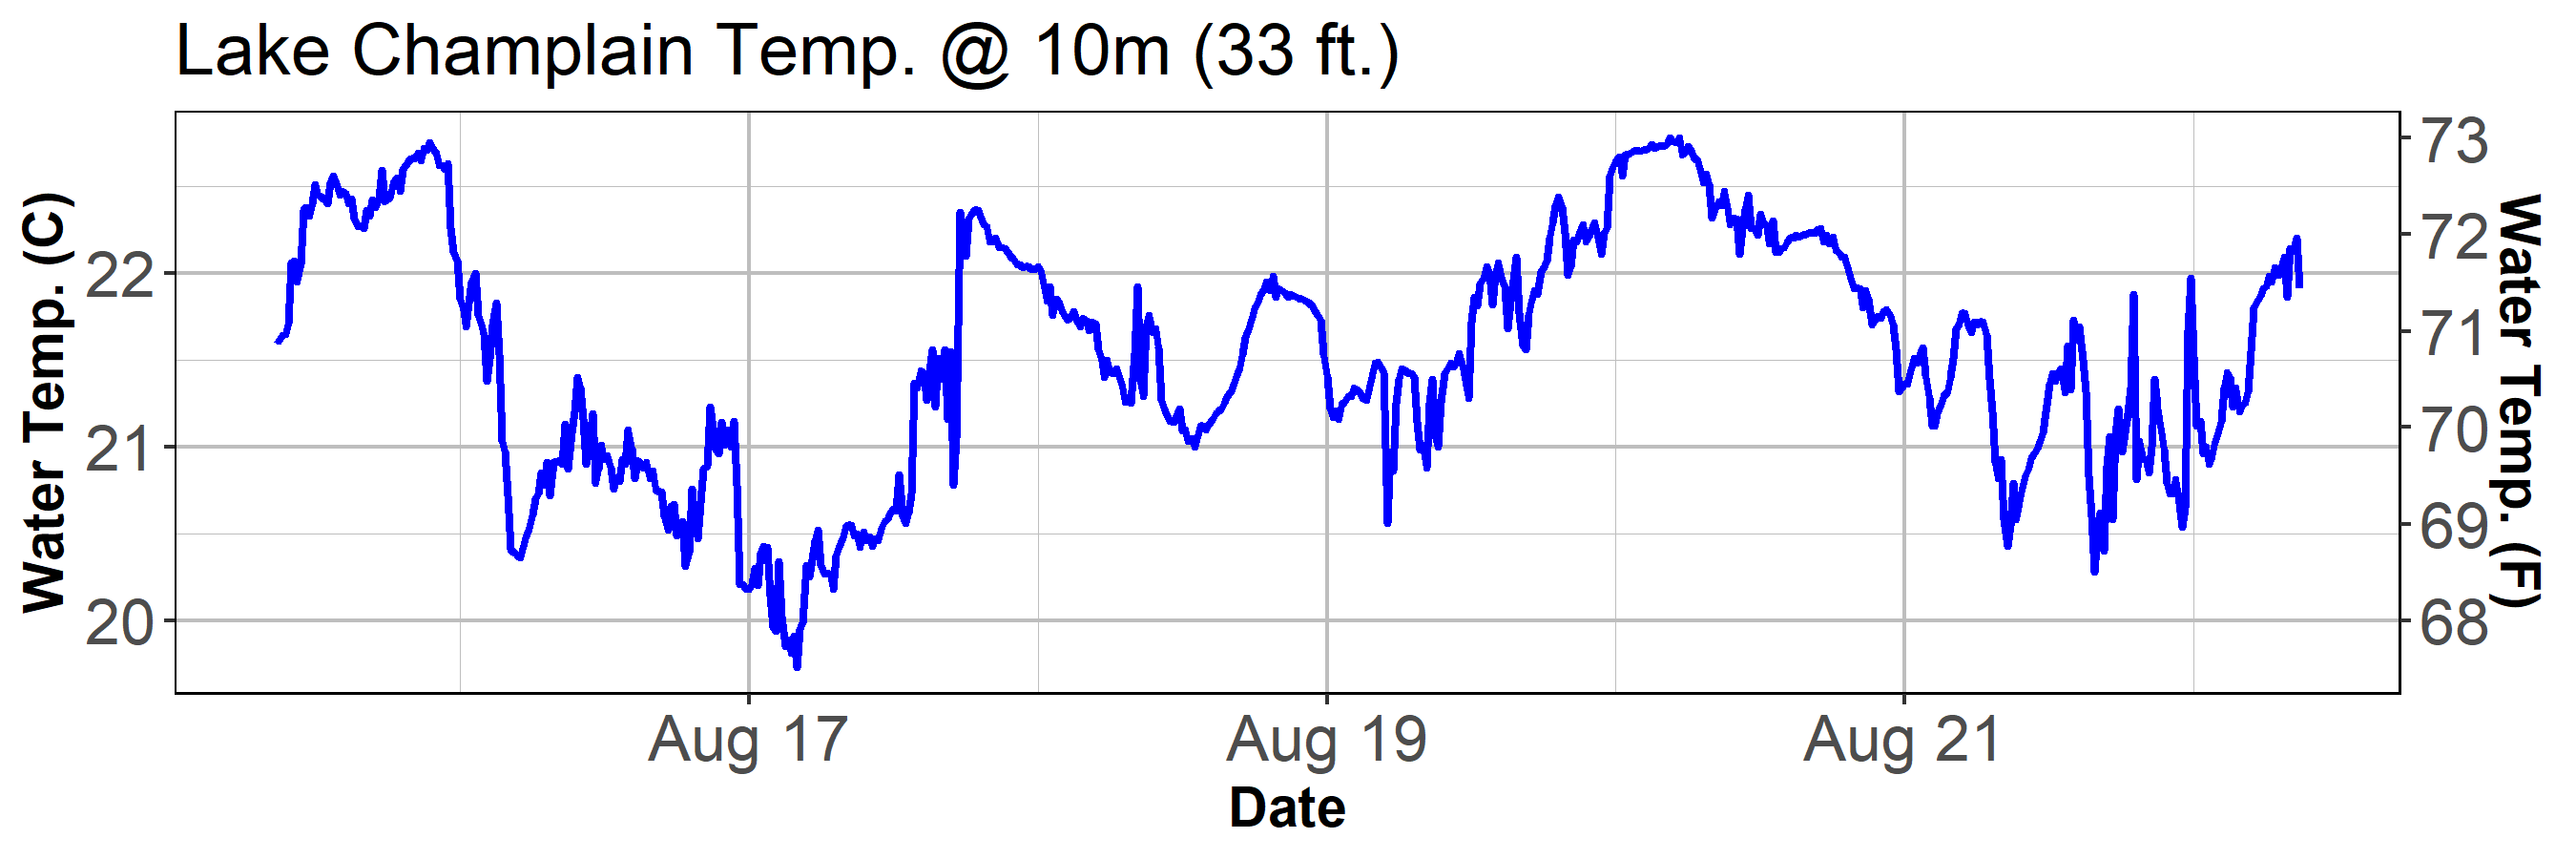 Lake Champlain Temp. @ 10m (33 ft.)
Water Temp. (C)
22
21
20
73
72
71
70
69
68
Water Temp. (F)
Aug 17
Aug 19
Aug 21
Date